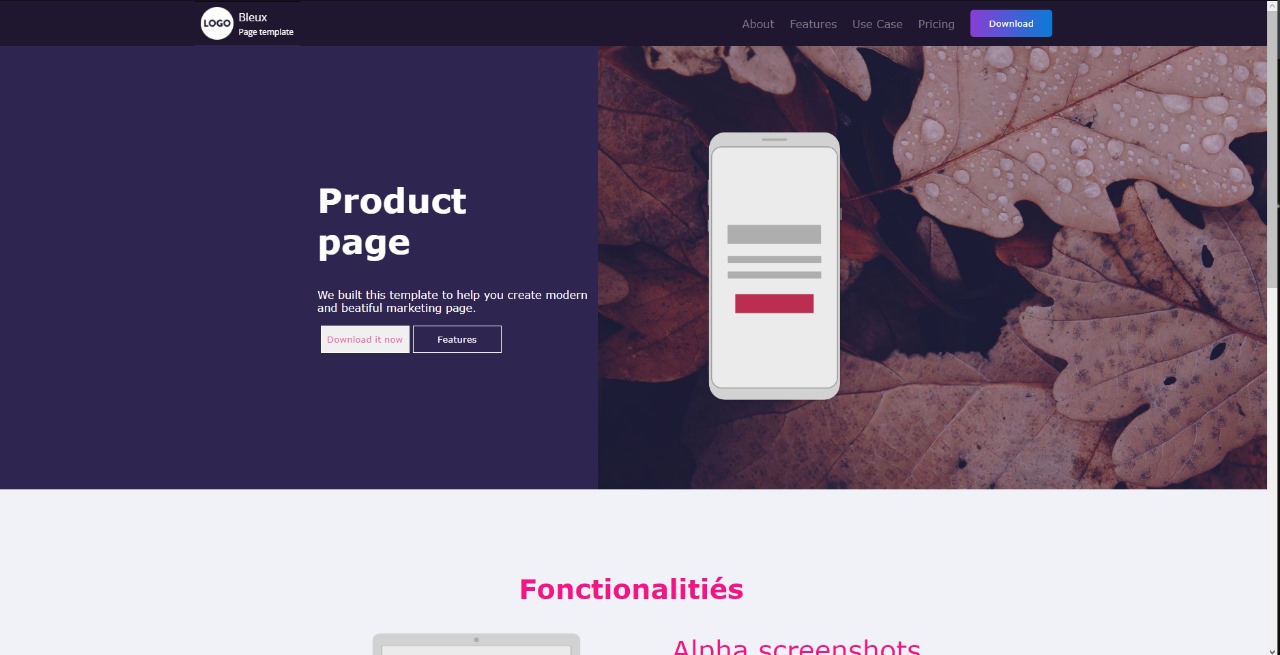 LOGO
Bleux
Page template
About
Features
Use Case
Pricing
Download
Product
page
We built this template to help you create modern
and beatiful marketing page.
Download it now
Features
Fonctionalitiés
Alpha screenshots